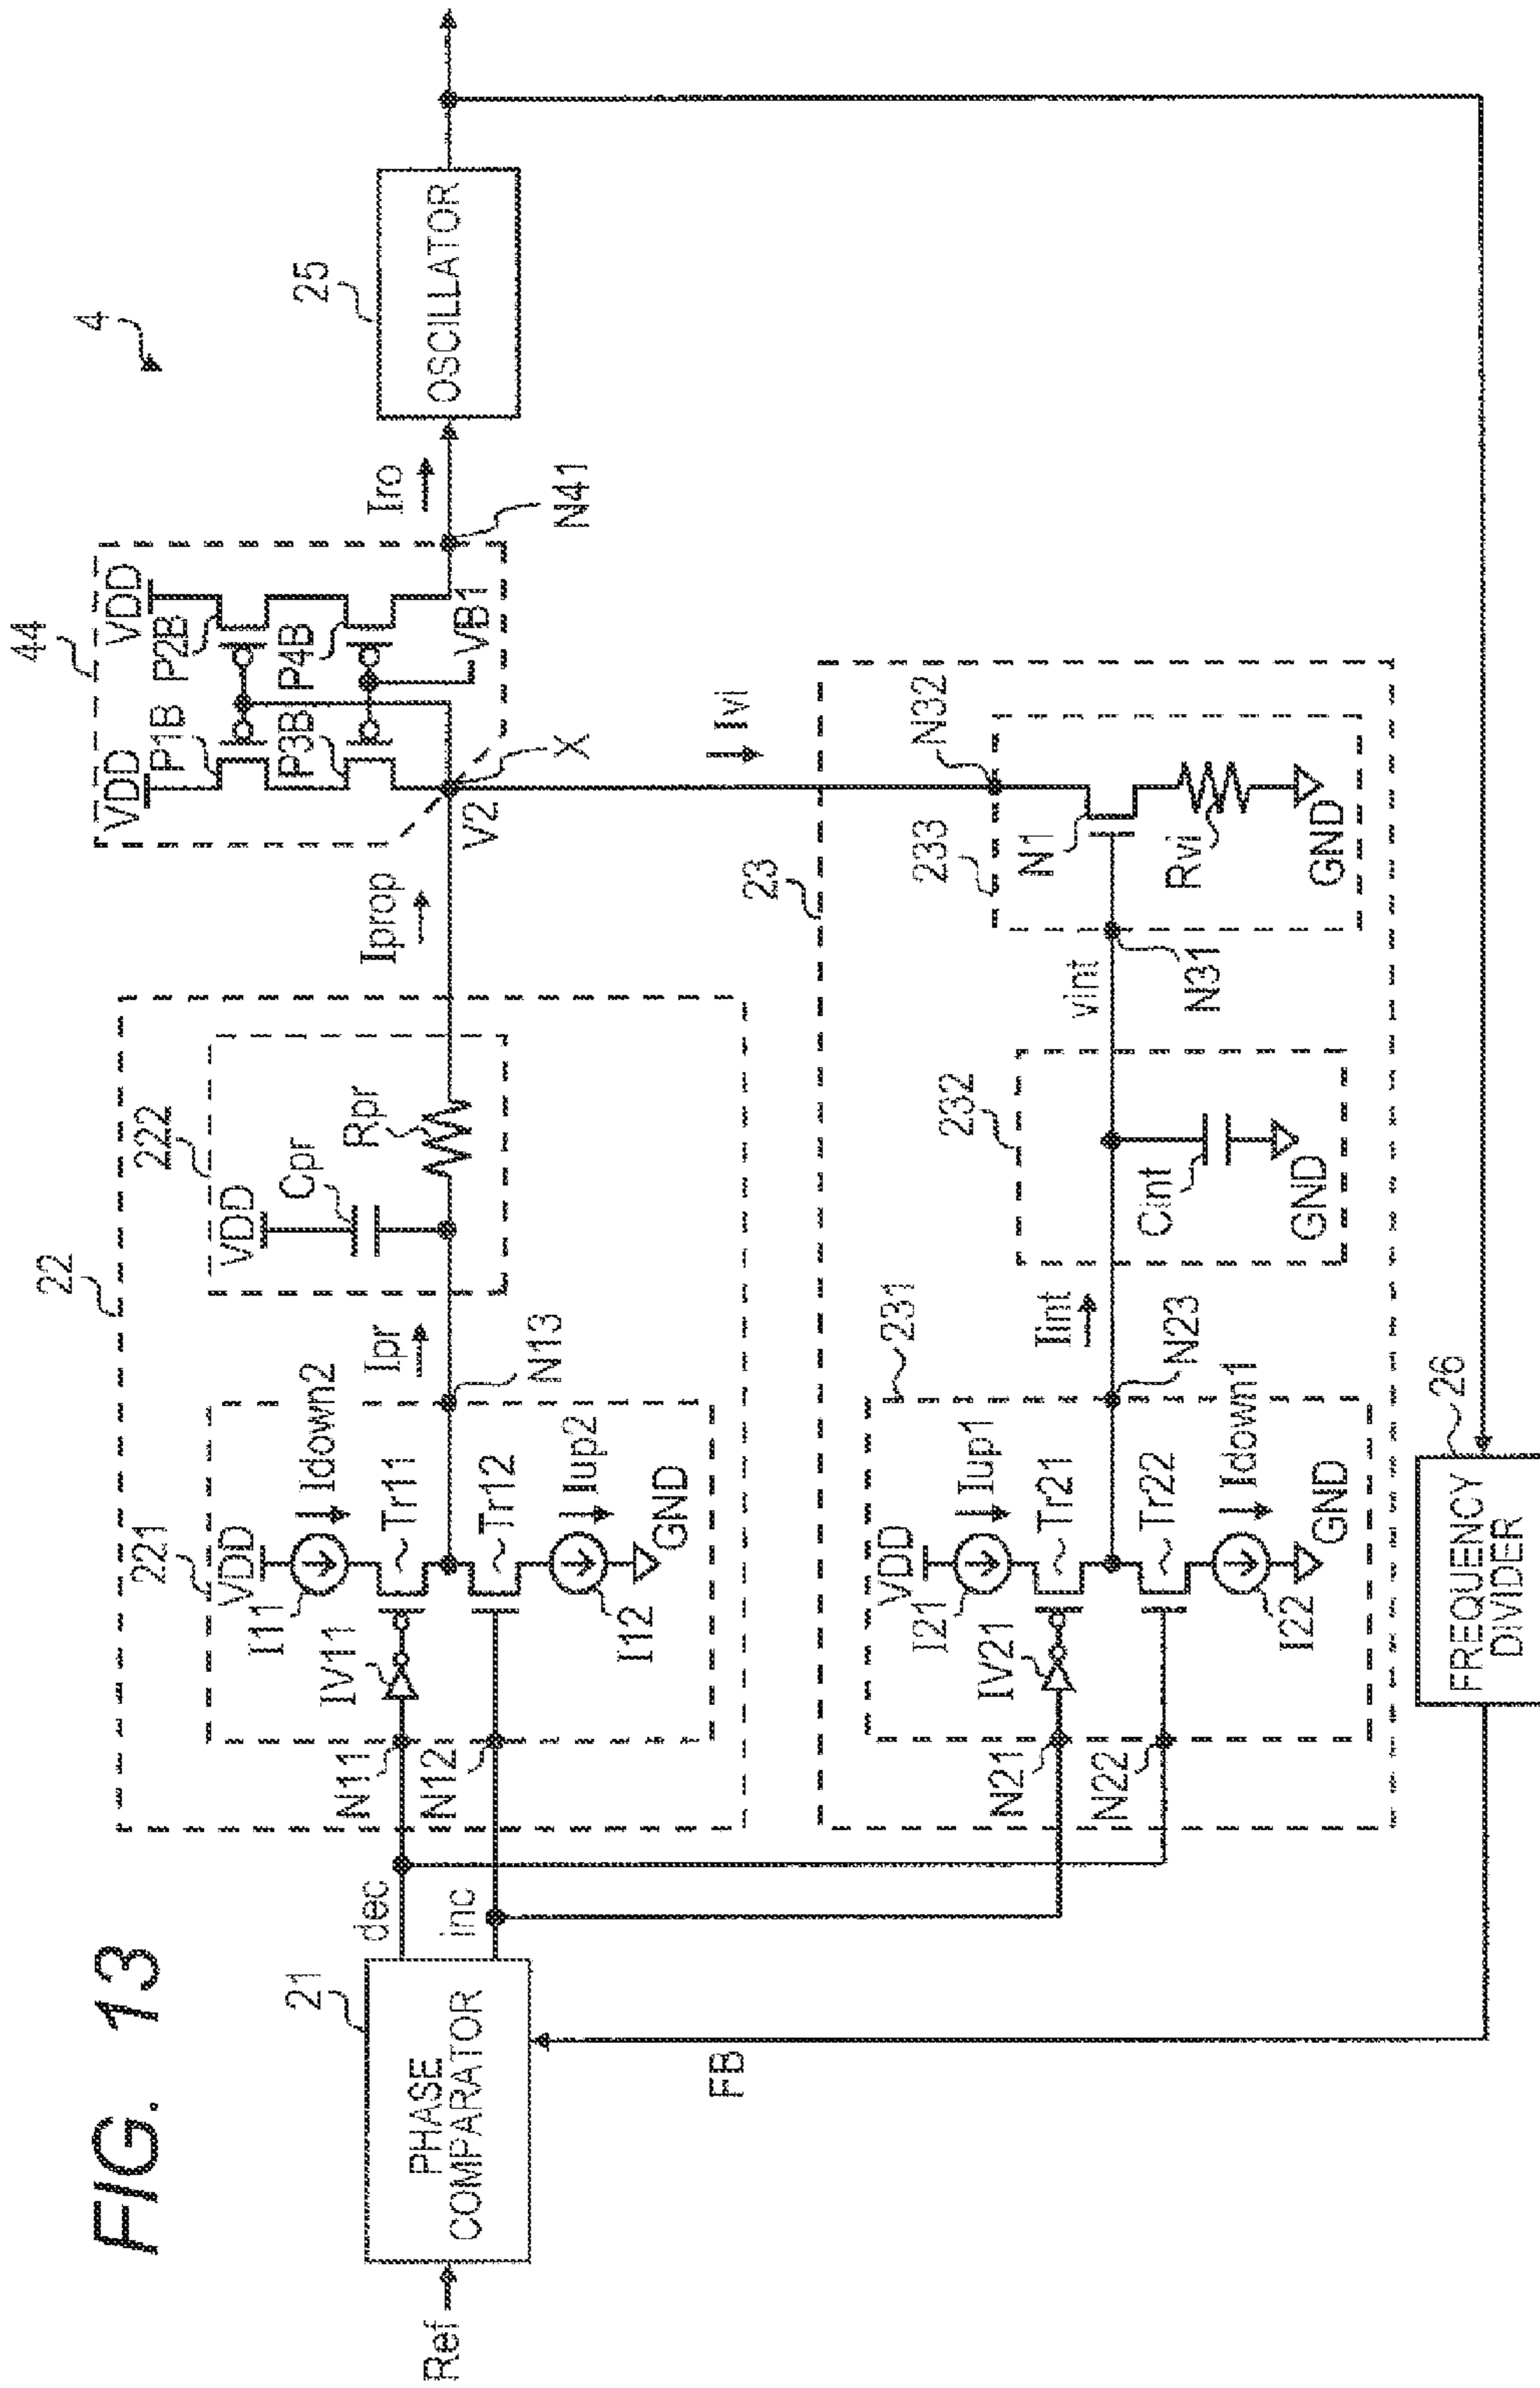 FIG. 13
4
44
VDD
VDD
P1B
P2B
P3B
P4B
VB1
V2
X
N41
Iro
25
OSCILLATOR
22
221
VDD
I11
Idown2
IV11
Tr11
Tr12
I12
Iup2
GND
N11
N12
N13
Ipr
222
VDD
Cpr
Rpr
Iprop
21
PHASE
COMPARATOR
Ref
dec
inc
FB
23
231
VDD
I21
Iup1
IV21
Tr21
Tr22
I22
Idown1
GND
N21
N22
N23
Iint
232
Cint
GND
vint
N31
233
N32
Ivi
N1
Rvi
GND
26
FREQUENCY
DIVIDER